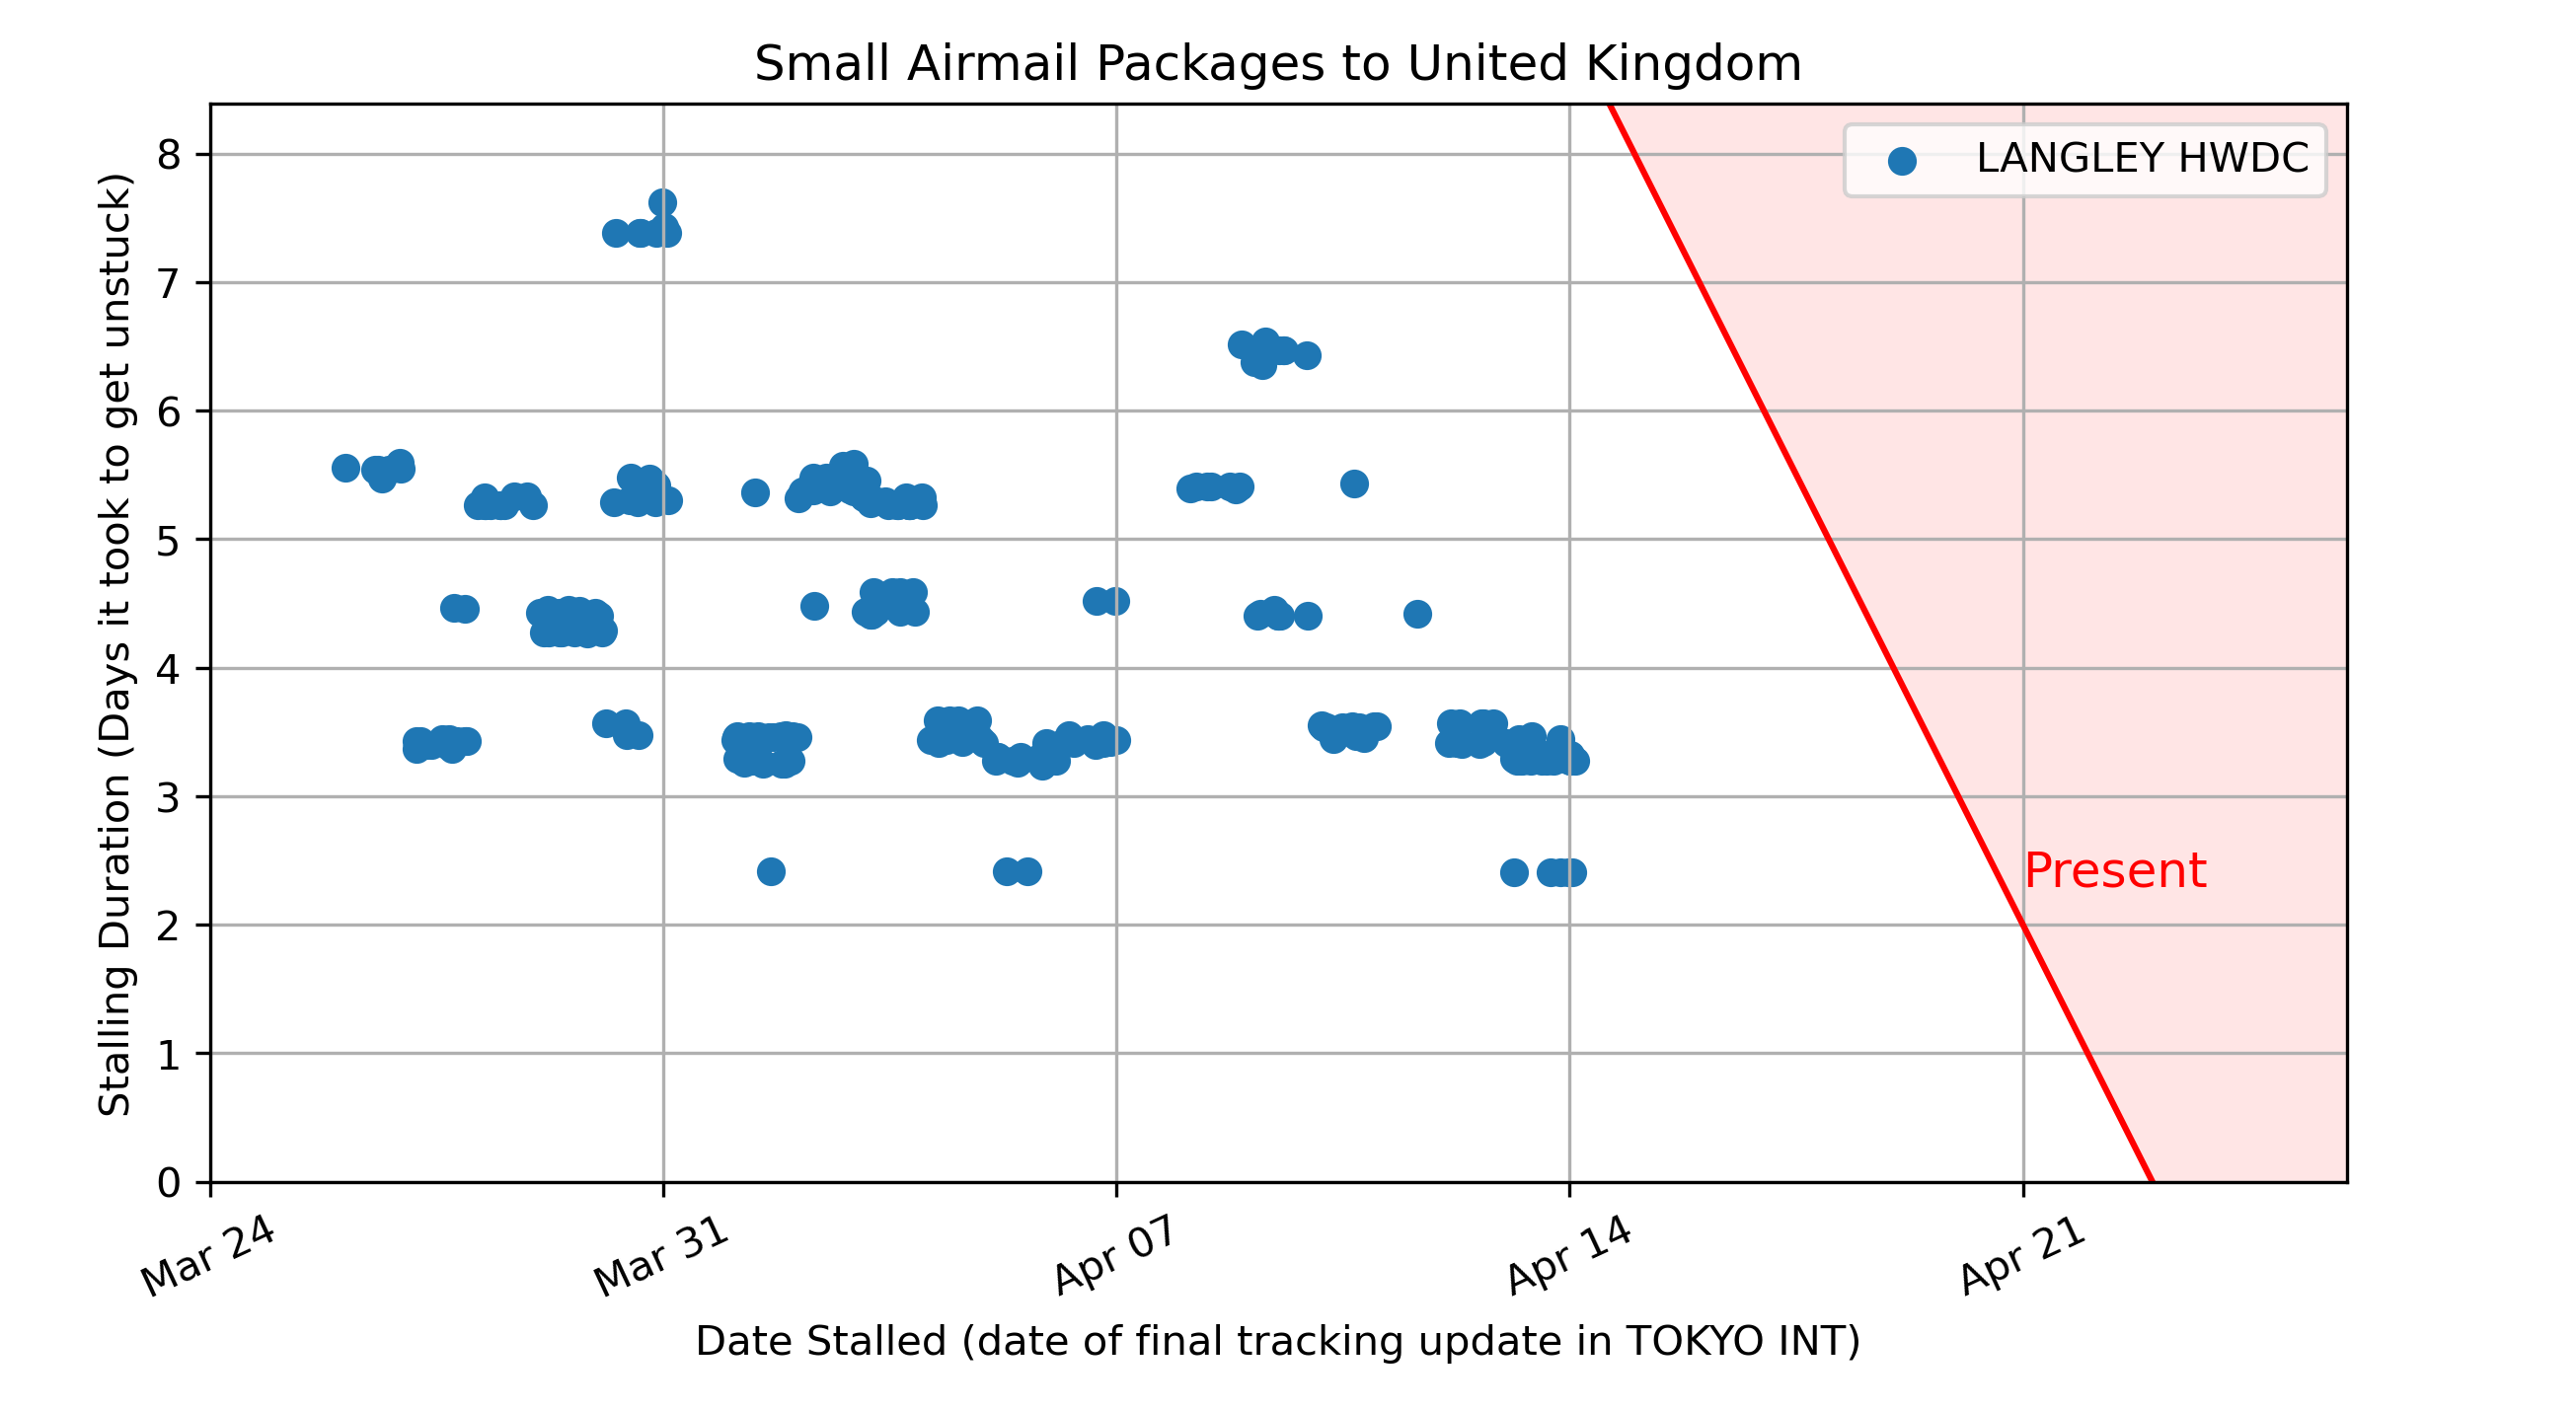 Small Airmail Packages to United Kingdom
LANGLEY HWDC
Stalling Duration (Days it took to get unstuck)
8
7
6
5
4
3
2
1
0
Present
Mar 24
Mar 31
Apr 07
Apr 14
Apr 21
Date Stalled (date of final tracking update in TOKYO INT)